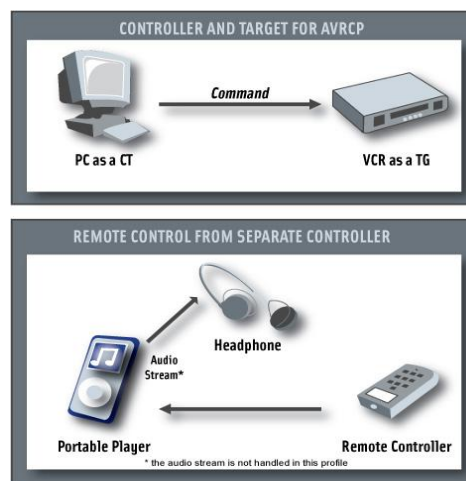 CONTROLLER AND TARGET FOR AVRCP
Command
PC as a CT
VCR as a TG
REMOTE CONTROL FROM SEPARATE CONTROLLER
Headphone
Audio
Stream*
Portable Player
Remote Controller
* the audio stream is not handled in this profile